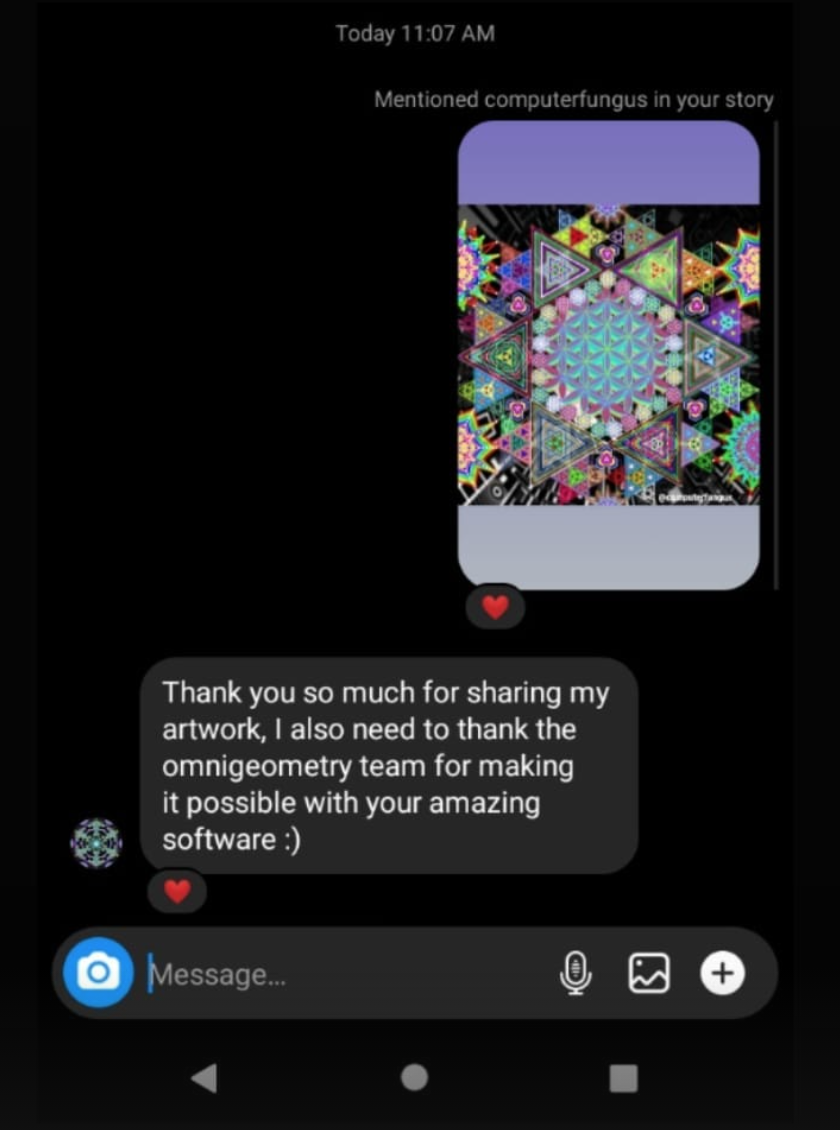 Today 11:07 AM
Mentioned computerfungus in your story
@computerfungus
Thank you so much for sharing my
artwork, I also need to thank the
omnigeometry team for making
it possible with your amazing
software :)
Message...